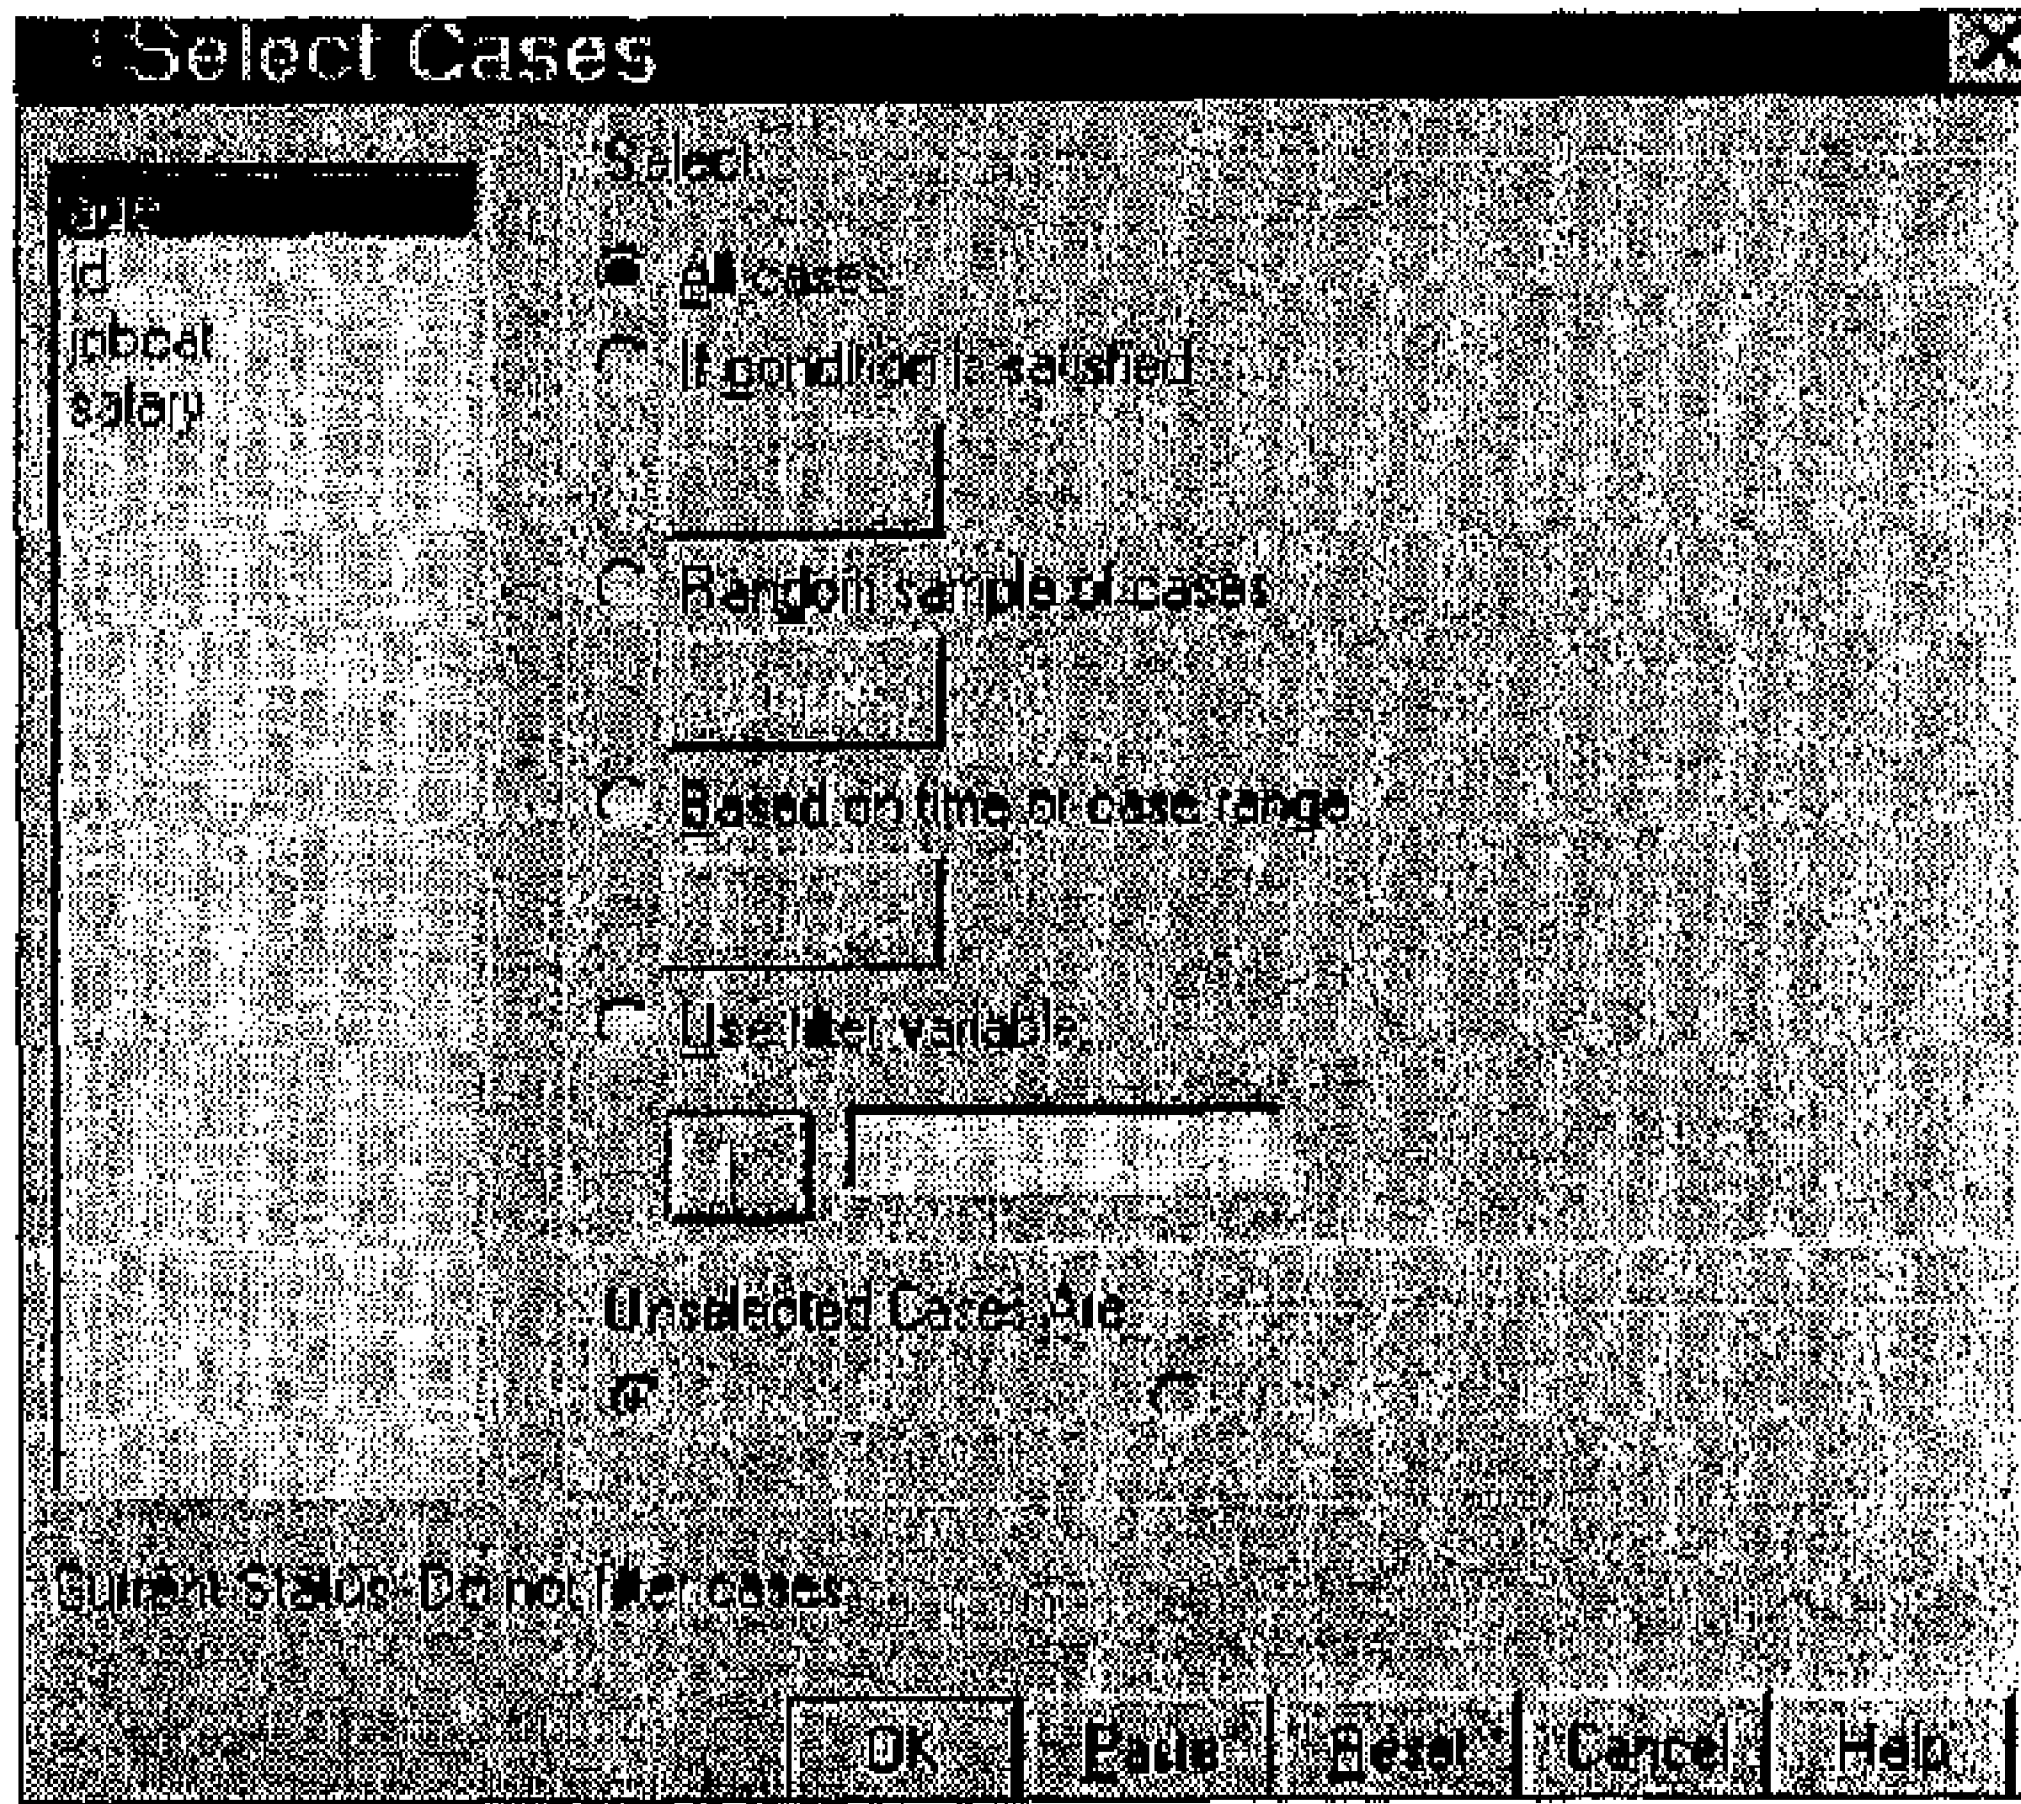 Select Cases
Select
id
All cases
jobcat
If condition is satisfied
salary
Random sample of cases
Based on time or case range
Use filter variable:
Unselected Cases Are
Current Status: Do not filter cases
OK Paste Reset Cancel Help